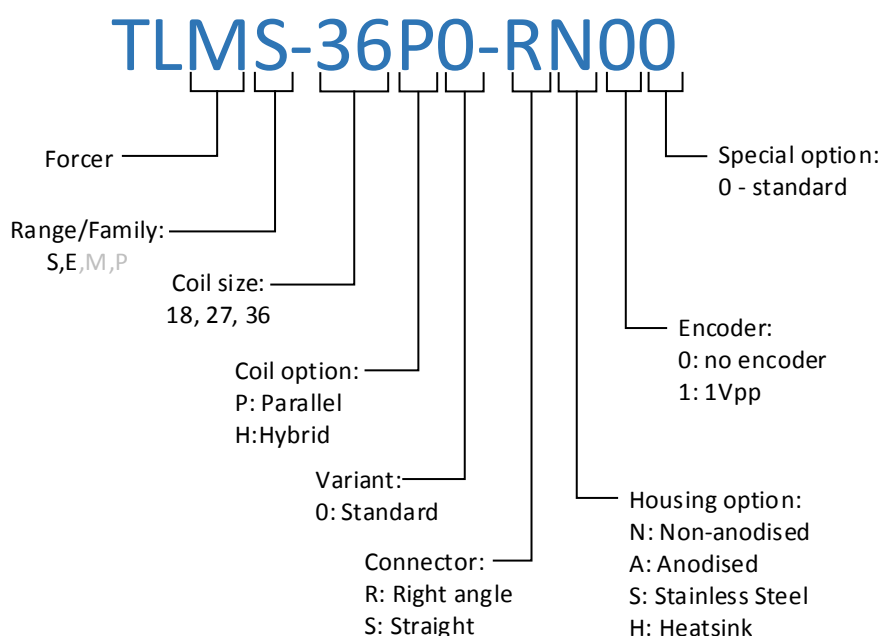 TLMS-36P0-RN00
Forcer
Special option:
0 - standard
Range/Family:
S,E,M,P
Coil size:
18, 27, 36
Encoder:
0: no encoder
1: 1Vpp
Coil option:
P: Parallel
H:Hybrid
Variant:
0: Standard
Housing option:
N: Non-anodised
A: Anodised
S: Stainless Steel
H: Heatsink
Connector:
R: Right angle
S: Straight